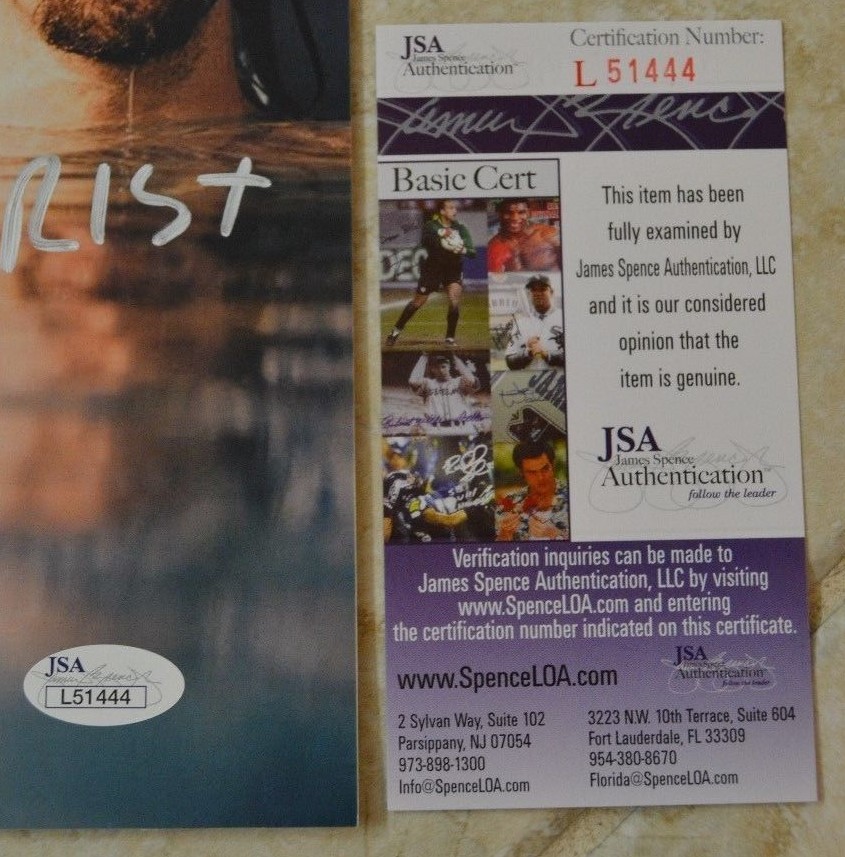 RIST
JSA
L51444
JSA
James Spence
Authentication
Certification Number:
L 51444
Basic Cert
This item has been
fully examined by
James Spence Authentication, LLC
and it is our considered
opinion that the
item is genuine.
JSA
James Spence
Authentication™
follow the leader
Verification inquiries can be made to
James Spence Authentication, LLC by visiting
www.SpenceLOA.com and entering
the certification number indicated on this certificate.
www.SpenceLOA.com
JSA
Authentication
follow the leader
2 Sylvan Way, Suite 102
Parsippany, NJ 07054
973-898-1300
Info@SpenceLOA.com
3223 N.W. 10th Terrace, Suite 604
Fort Lauderdale, FL 33309
954-380-8670
Florida@SpenceLOA.com